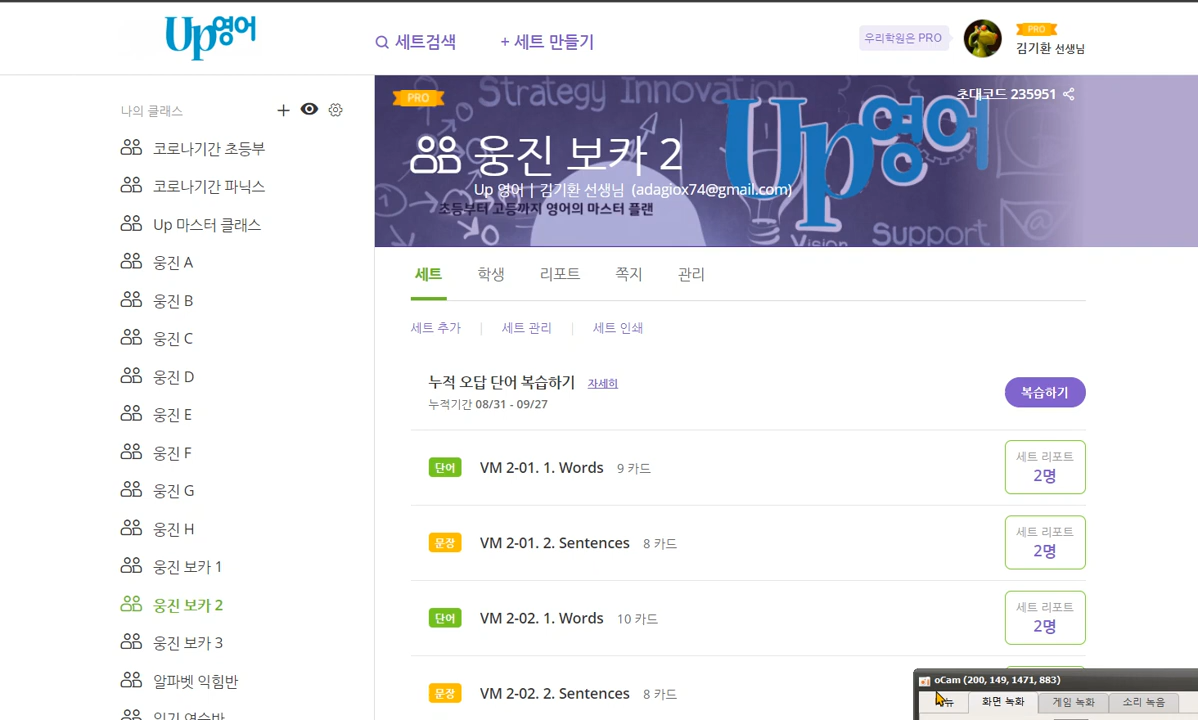 Up영어
세트검색
+ 세트 만들기
우리학원은 PRO
PRO
김기환 선생님
나의 클래스
코로나기간 초등부
코로나기간 파닉스
Up 마스터 클래스
웅진 A
웅진 B
웅진 C
웅진 D
웅진 E
웅진 F
웅진 G
웅진 H
웅진 보카 1
웅진 보카 2
웅진 보카 3
알파벳 익힘반
PRO
Strategy Innovation
초대코드 235951
Up영어
웅진 보카 2
Up 영어 | 김기환 선생님 (adagiox74@gmail.com)
초등부터 고등까지 영어의 마스터 플랜
Vision
Support
세트
학생
리포트
쪽지
관리
세트 추가 | 세트 관리 | 세트 인쇄
누적 오답 단어 복습하기 자세히
누적기간 08/31 - 09/27
복습하기
단어 VM 2-01. 1. Words 9 카드
세트 리포트
2명
문장 VM 2-01. 2. Sentences 8 카드
세트 리포트
2명
단어 VM 2-02. 1. Words 10 카드
세트 리포트
2명
문장 VM 2-02. 2. Sentences 8 카드
oCam (200, 149, 1471, 883)
화면 녹화
게임 녹화
소리 녹음